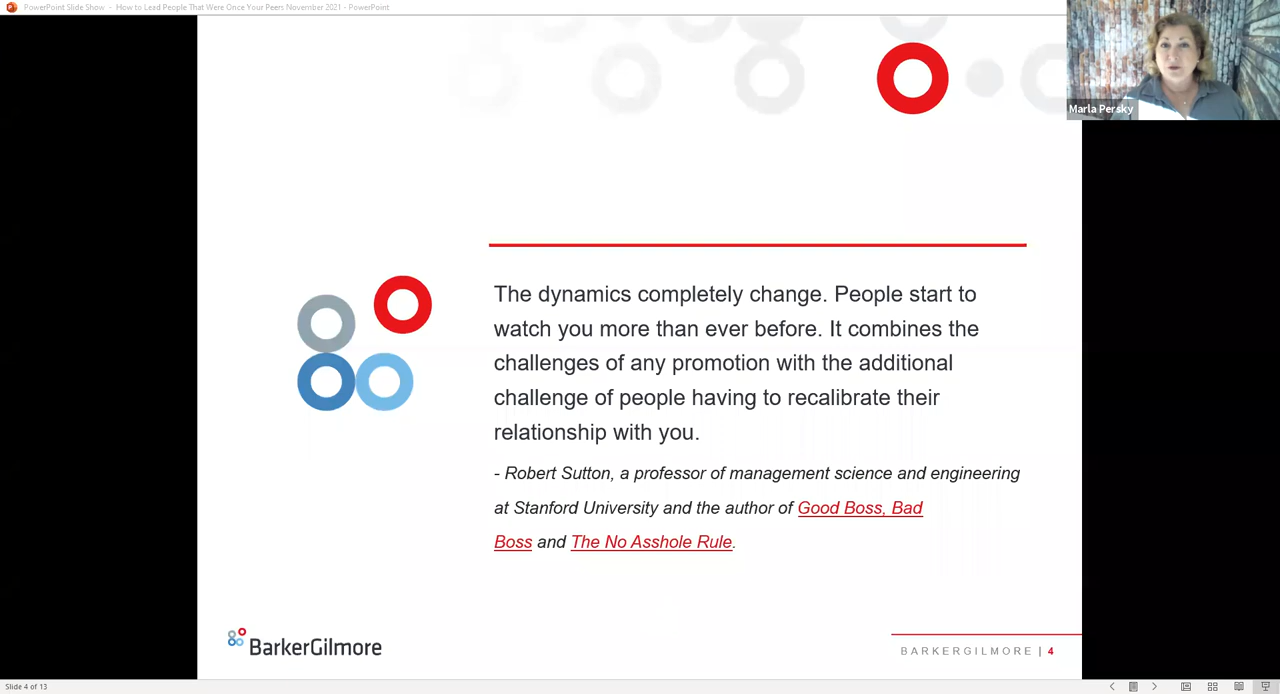 PowerPoint Slide Show - How to Lead People That Were Once Your Peers November 2021 - PowerPoint
Marla Persky
The dynamics completely change. People start to
watch you more than ever before. It combines the
challenges of any promotion with the additional
challenge of people having to recalibrate their
relationship with you.
- Robert Sutton, a professor of management science and engineering
at Stanford University and the author of Good Boss, Bad
Boss and The No Asshole Rule.
BarkerGilmore
BARKERGILMORE | 4
Slide 4 of 13